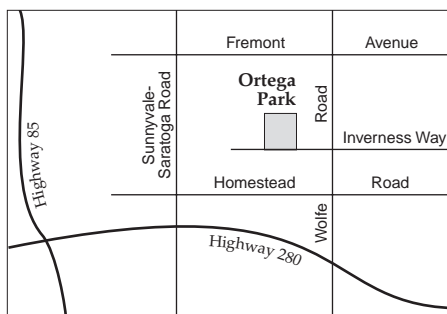 Fremont Avenue
Ortega
Park
Sunnyvale-
Saratoga Road
Road
Highway 85
Inverness Way
Homestead Road
Wolfe
Highway 280